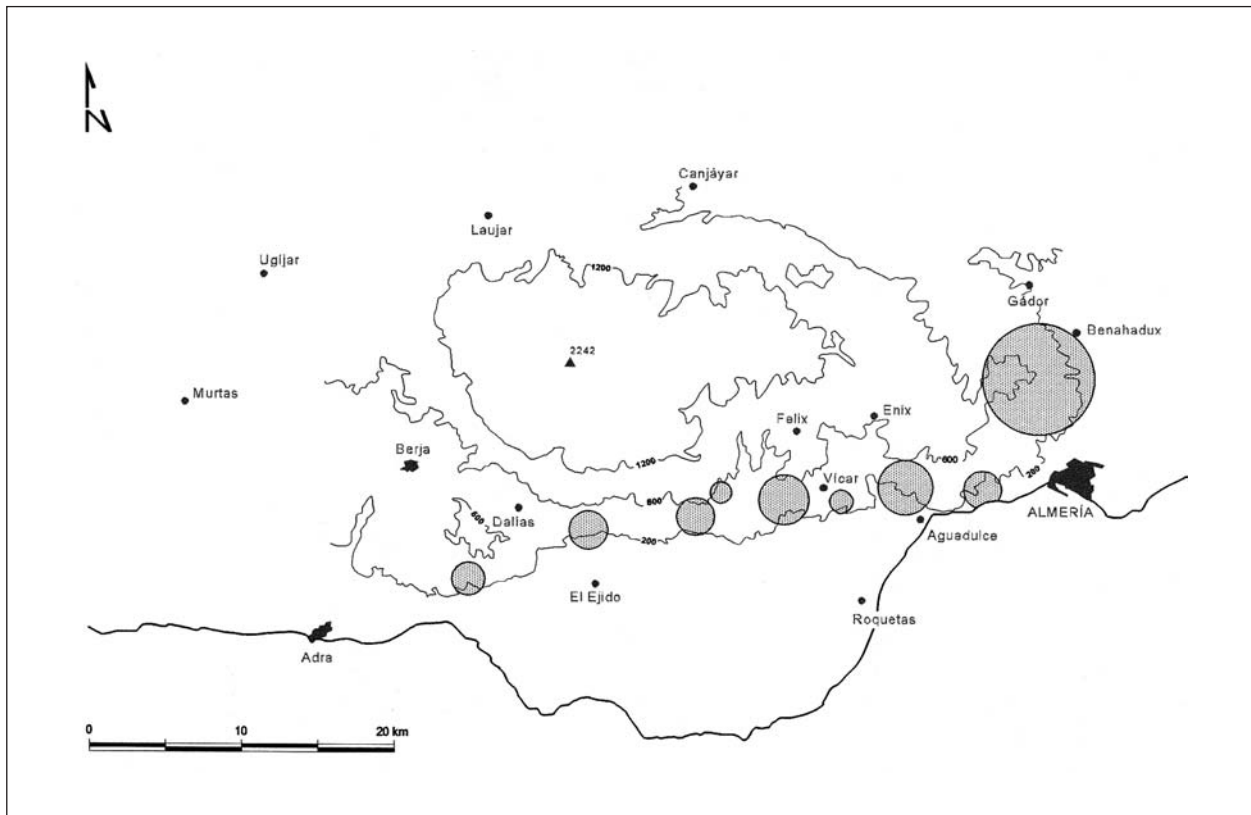 N
Canjáyar
Laujar
Ugíjar
1200
Gádor
Benahadux
2242
Murtas
Felix
Enix
Berja
1200
600
600
200
Vícar
600
Dalías
ALMERÍA
200
Aguadulce
El Ejido
Roquetas
Adra
0 10 20 km